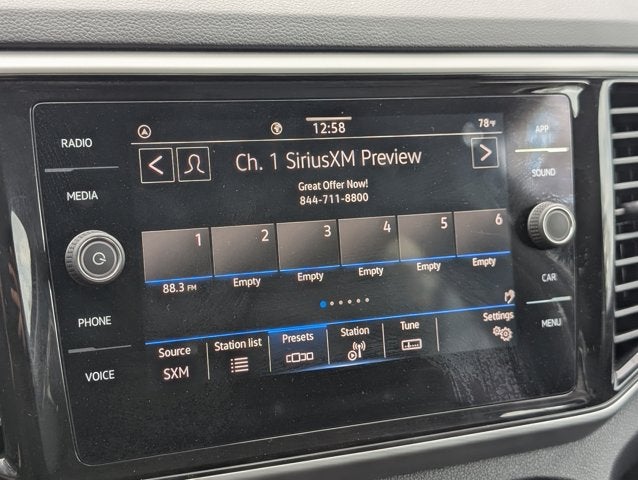 RADIO
MEDIA
PHONE
VOICE
12:58
78°F
Ch. 1 SiriusXM Preview
Great Offer Now!
844-711-8800
1 2 3 4 5 6
88.3 FM Empty Empty Empty Empty Empty
Source Station list Presets Station Tune Settings
SXM
APP
SOUND
CAR
MENU